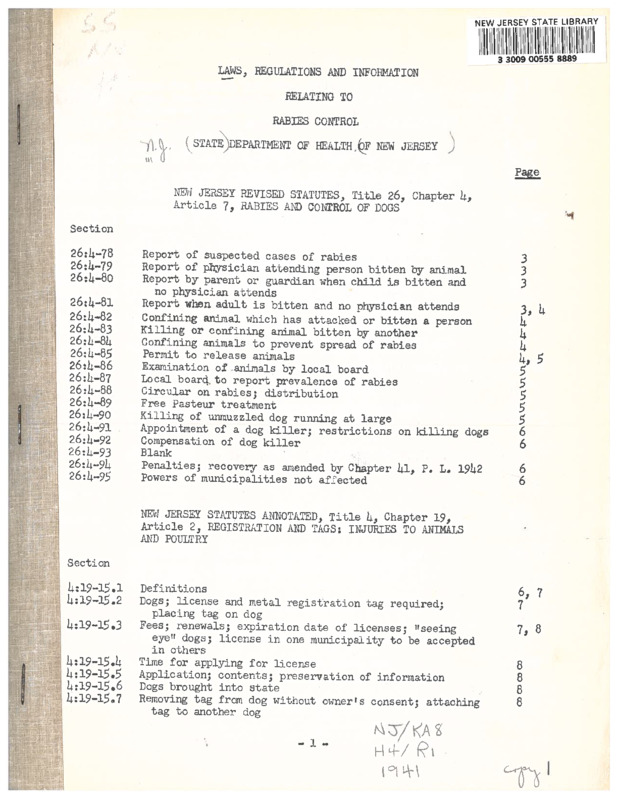 55
NEW JERSEY STATE LIBRARY
3 3009 00555 8889
LAWS, REGULATIONS AND INFORMATION
RELATING TO
RABIES CONTROL
N.J. (STATE) DEPARTMENT OF HEALTH (OF NEW JERSEY)
Page
NEW JERSEY REVISED STATUTES, Title 26, Chapter 4,
Article 7, RABIES AND CONTROL OF DOGS
Section
26:4-78 Report of suspected cases of rabies 3
26:4-79 Report of physician attending person bitten by animal 3
26:4-80 Report by parent or guardian when child is bitten and 3
no physician attends
26:4-81 Report when adult is bitten and no physician attends 3, 4
26:4-82 Confining animal which has attacked or bitten a person 4
26:4-83 Killing or confining animal bitten by another 4
26:4-84 Confining animals to prevent spread of rabies 4
26:4-85 Permit to release animals 4, 5
26:4-86 Examination of animals by local board 5
26:4-87 Local board to report prevalence of rabies 5
26:4-88 Circular on rabies; distribution 5
26:4-89 Free Pasteur treatment 5
26:4-90 Killing of unmuzzled dog running at large 5
26:4-91 Appointment of a dog killer; restrictions on killing dogs 6
26:4-92 Compensation of dog killer 6
26:4-93 Blank
26:4-94 Penalties; recovery as amended by Chapter 41, P. L. 1942 6
26:4-95 Powers of municipalities not affected 6
NEW JERSEY STATUTES ANNOTATED, Title 4, Chapter 19,
Article 2, REGISTRATION AND TAGS: INJURIES TO ANIMALS
AND POULTRY
Section
4:19-15.1 Definitions 6, 7
4:19-15.2 Dogs; license and metal registration tag required; 7
placing tag on dog
4:19-15.3 Fees; renewals; expiration date of licenses; "seeing 7, 8
eye" dogs; license in one municipality to be accepted
in others
4:19-15.4 Time for applying for license 8
4:19-15.5 Application; contents; preservation of information 8
4:19-15.6 Dogs brought into state 8
4:19-15.7 Removing tag from dog without owner's consent; attaching 8
tag to another dog
- 1 -
NJ/KA8
H4/R1
1941
copy 1